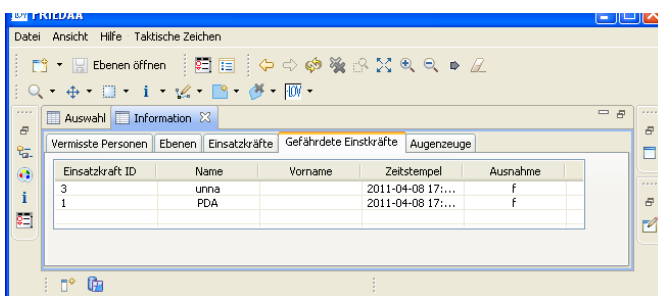 FRIEDAA
Datei Ansicht Hilfe Taktische Zeichen
Ebenen öffnen
Auswahl Information
Vermisste Personen Ebenen Einsatzkräfte Gefährdete Einstkräfte Augenzeuge
Einsatzkraft ID Name Vorname Zeitstempel Ausnahme
3 unna 2011-04-08 17:... f
1 PDA 2011-04-08 17:... f